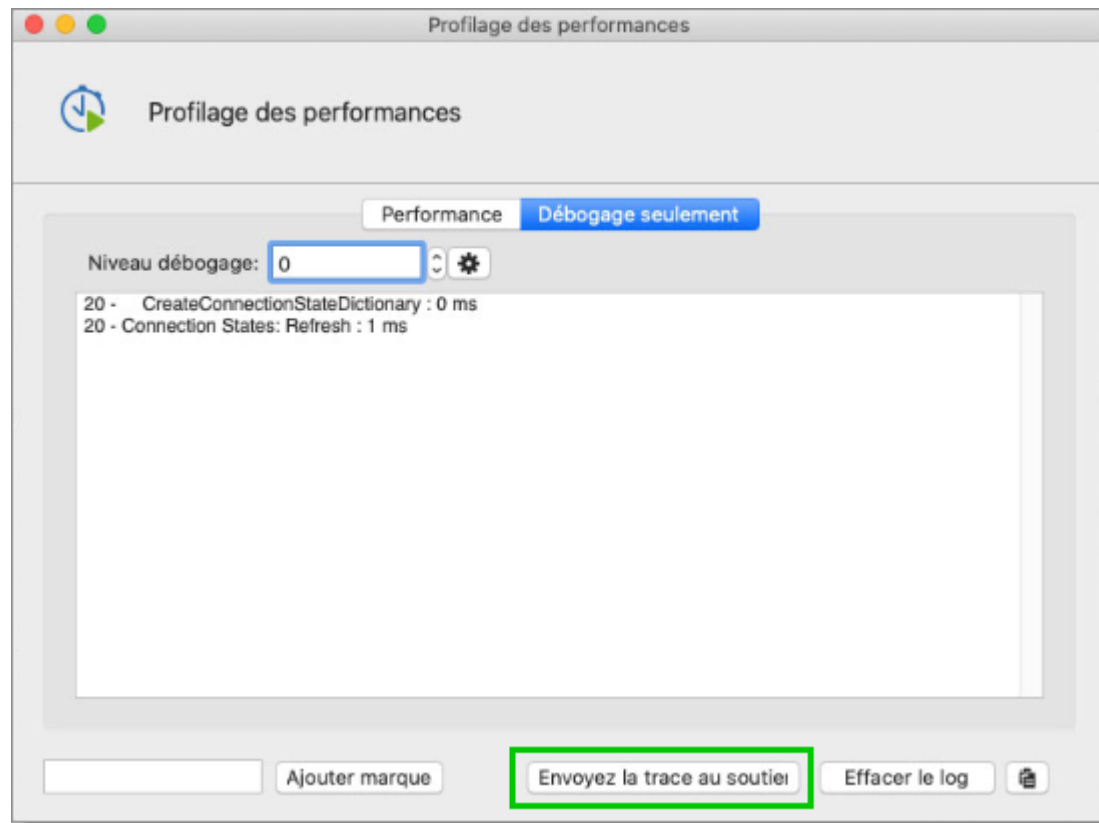 Profilage des performances
Profilage des performances
Performance Débogage seulement
Niveau débogage: 0
20 - CreateConnectionStateDictionary : 0 ms
20 - Connection States: Refresh : 1 ms
Ajouter marque Envoyez la trace au soutie Effacer le log